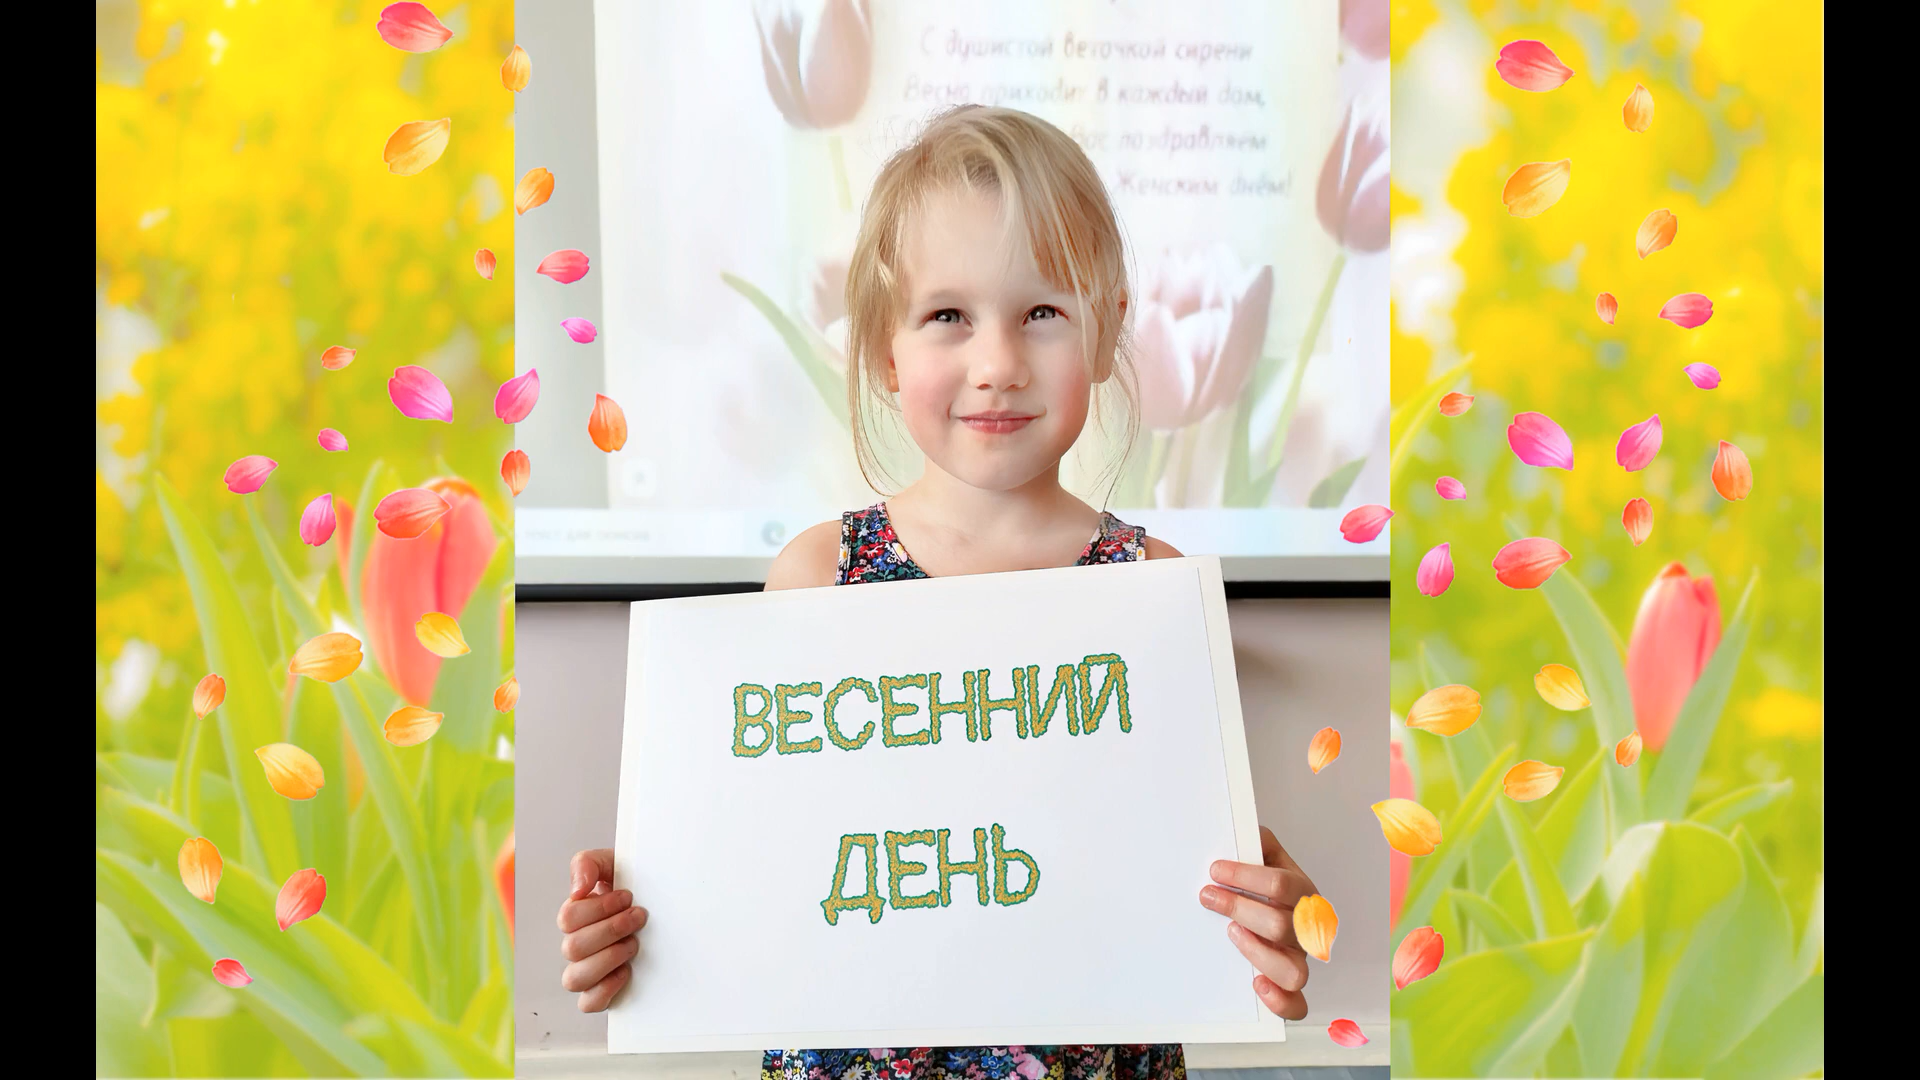 С душистой веточкой сирени
Весна приходит в каждый дом,
Вас поздравляем
Женским днём!
ВЕСЕННИЙ
ДЕНЬ